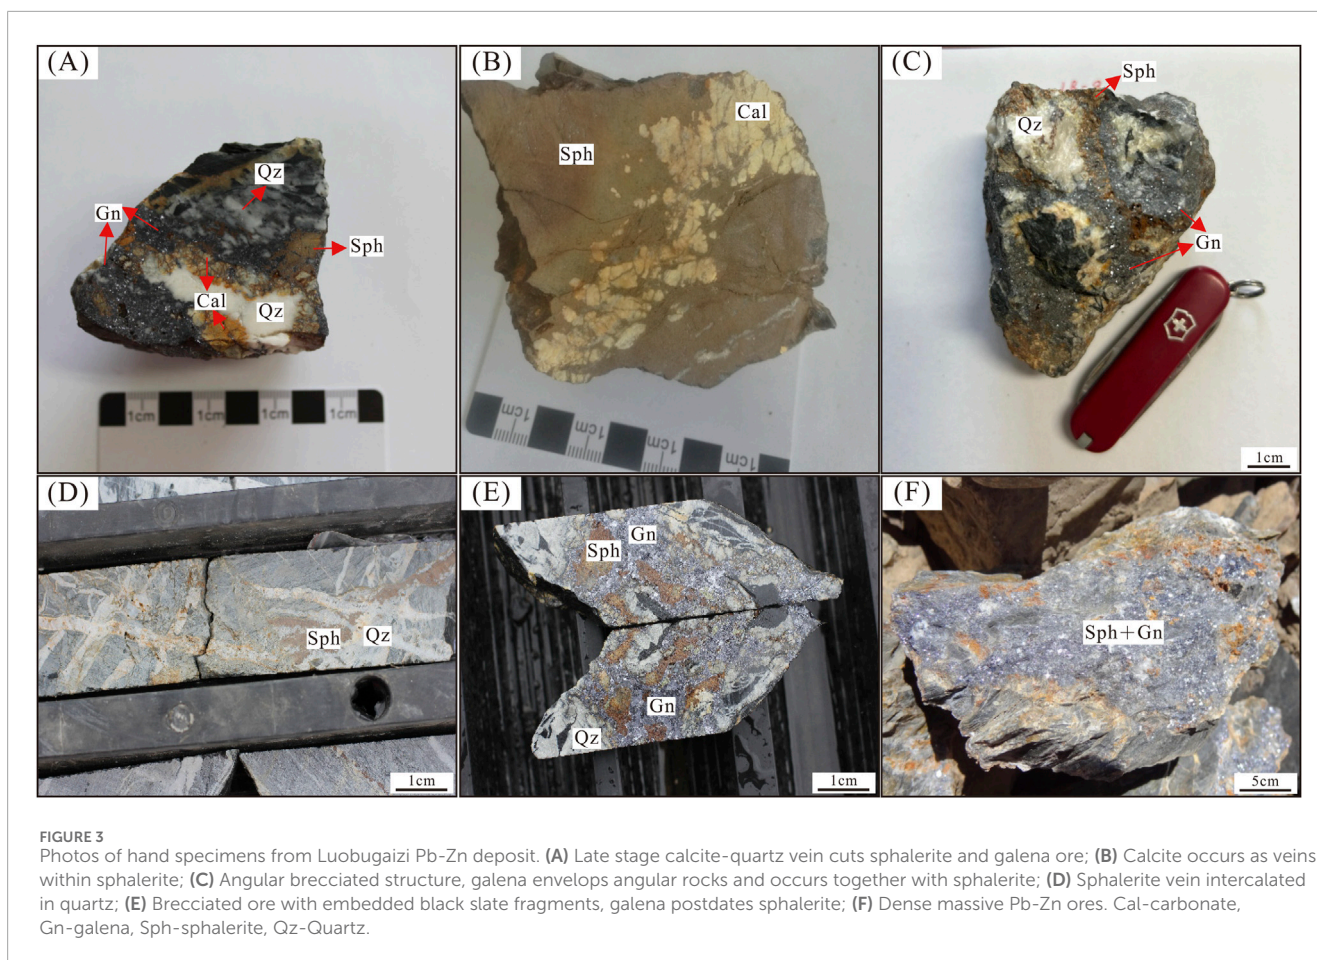 (A)
Qz
Gn
Sph
Cal
Qz
1cm 1cm 1cm 1cm
(B)
Cal
Sph
1cm 1cm 1cm 1cm
(C)
Sph
Qz
Gn
1cm
(D)
Sph
Qz
1cm
(E)
Gn
Sph
Gn
Qz
1cm
(F)
Sph+Gn
5cm
FIGURE 3
Photos of hand specimens from Luobugaizi Pb-Zn deposit. (A) Late stage calcite-quartz vein cuts sphalerite and galena ore; (B) Calcite occurs as veins
within sphalerite; (C) Angular brecciated structure, galena envelops angular rocks and occurs together with sphalerite; (D) Sphalerite vein intercalated
in quartz; (E) Brecciated ore with embedded black slate fragments, galena postdates sphalerite; (F) Dense massive Pb-Zn ores. Cal-carbonate,
Gn-galena, Sph-sphalerite, Qz-Quartz.